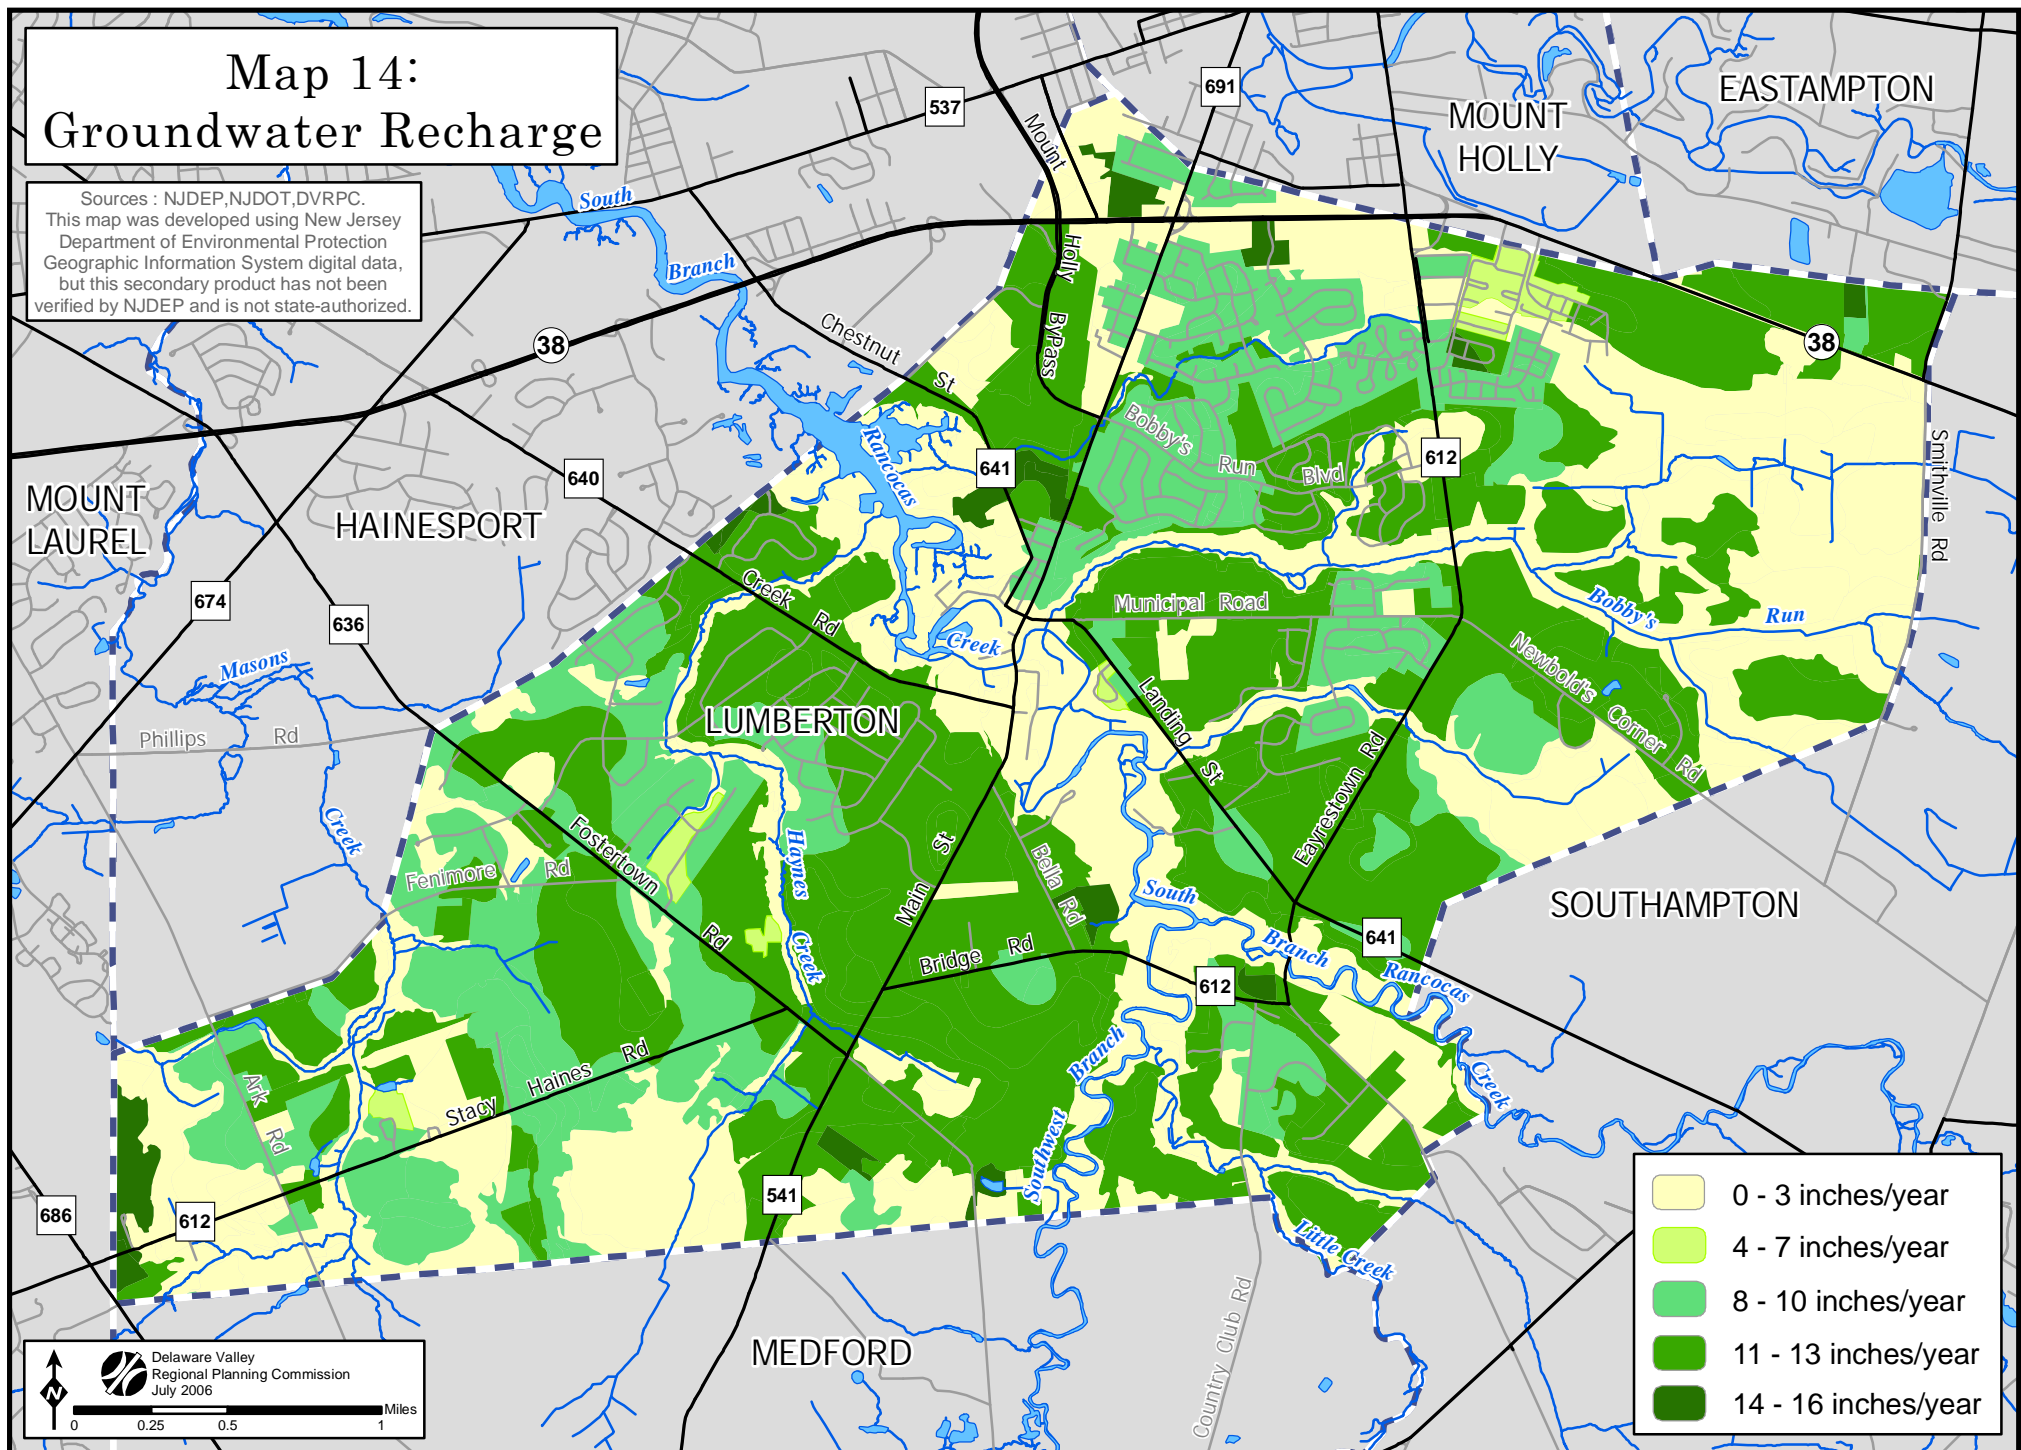 Map 14:
Groundwater Recharge
Sources : NJDEP,NJDOT,DVRPC.
This map was developed using New Jersey
Department of Environmental Protection
Geographic Information System digital data,
but this secondary product has not been
verified by NJDEP and is not state-authorized.
EASTAMPTON
MOUNT
HOLLY
691
537
Mount
Holly
ByPass
South
Branch
Rancocas
Creek
38
38
Chestnut
St
641
640
612
Bobby's
Run
Blvd
Smithville Rd
MOUNT
LAUREL
HAINESPORT
674
636
Creek
Rd
Municipal Road
Bobby's
Run
Newbold's
Corner
Rd
Masons
Creek
Phillips
Rd
LUMBERTON
Landing
St
Eayrestown Rd
Fostertown
Rd
Fenimore
Rd
Haynes
Creek
Main
St
Bella
Rd
Bridge
Rd
South
Branch
Rancocas
Creek
641
612
SOUTHAMPTON
Ark
Rd
Stacy
Haines
Rd
Southwest
Branch
Little Creek
686
612
541
MEDFORD
Country Club Rd
0 - 3 inches/year
4 - 7 inches/year
8 - 10 inches/year
11 - 13 inches/year
14 - 16 inches/year
N
Delaware Valley
Regional Planning Commission
July 2006
Miles
0
0.25
0.5
1